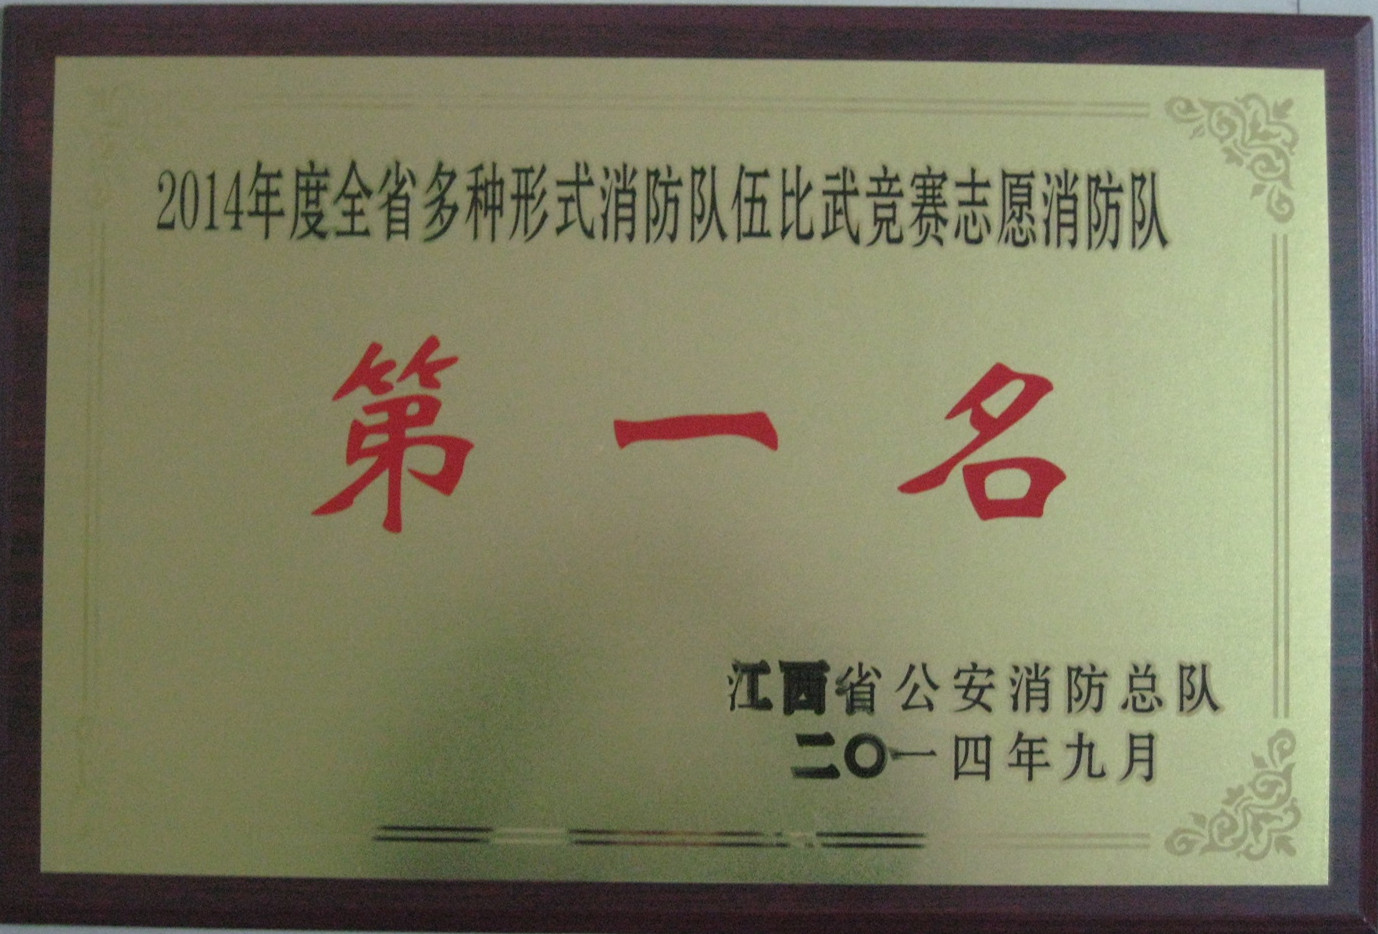 2014年度全省多种形式消防队伍比武竞赛志愿消防队
第一名
江西省公安消防总队
二〇一四年九月